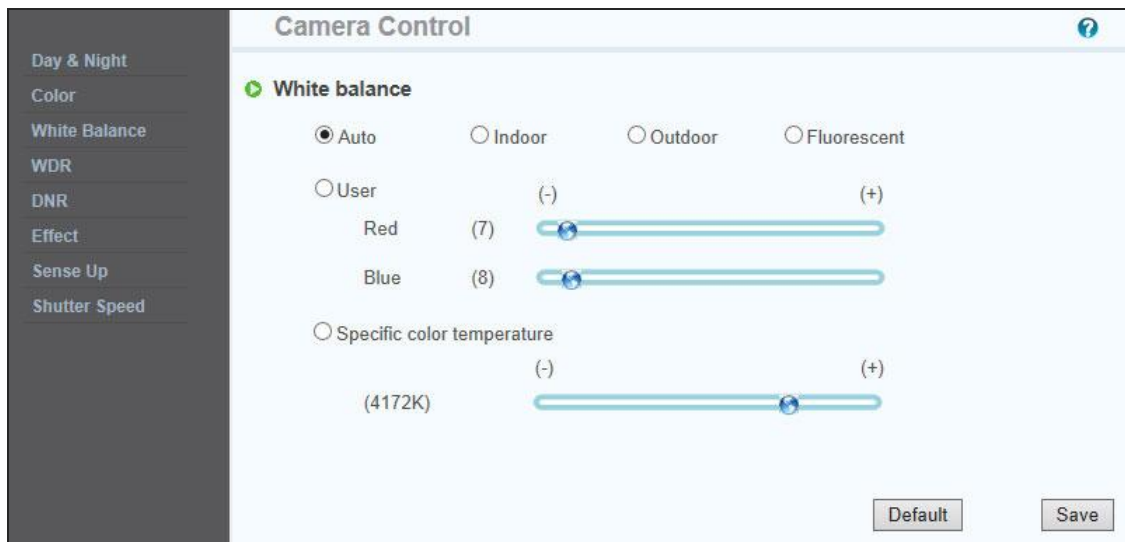 Camera Control
Day & Night
Color
White Balance
WDR
DNR
Effect
Sense Up
Shutter Speed
White balance
Auto Indoor Outdoor Fluorescent
User (-) (+)
Red (7)
Blue (8)
Specific color temperature
(-) (+)
(4172K)
Default Save